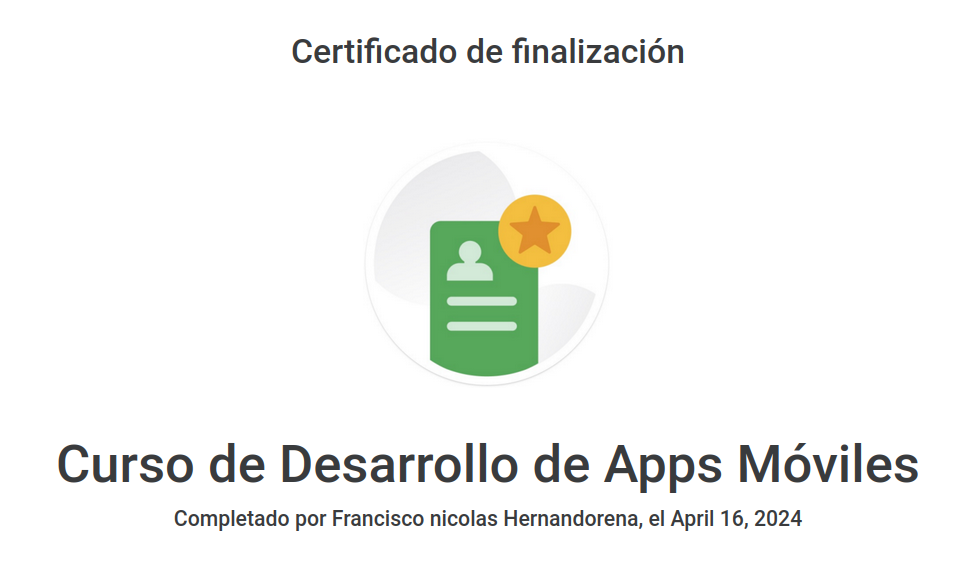 Certificado de finalización
Curso de Desarrollo de Apps Móviles
Completado por Francisco nicolas Hernandorena, el April 16, 2024